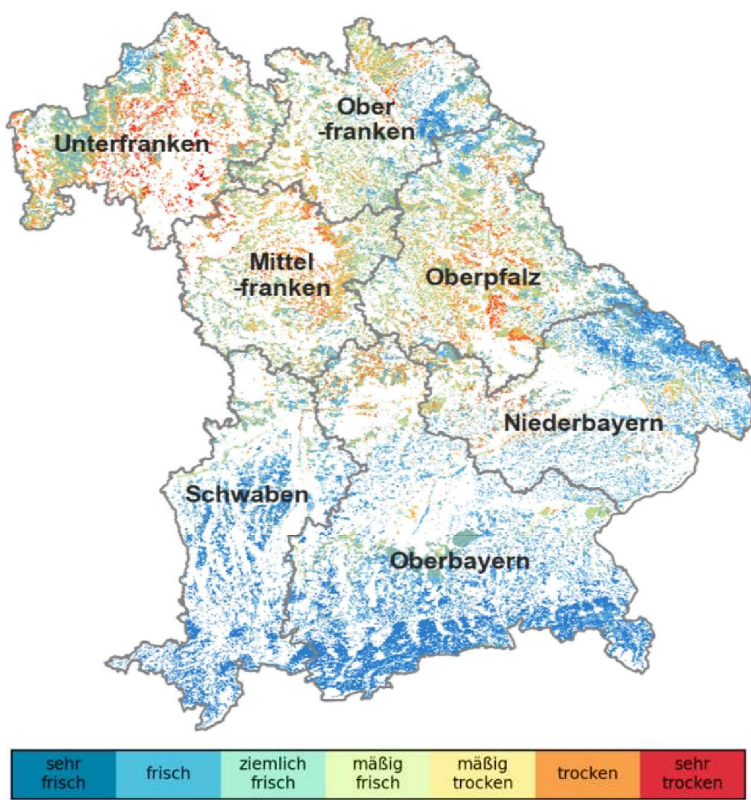 Ober
-franken
Unterfranken
Mittel
-franken
Oberpfalz
Niederbayern
Schwaben
Oberbayern
sehr frisch
frisch
ziemlich frisch
mäßig frisch
mäßig trocken
trocken
sehr trocken